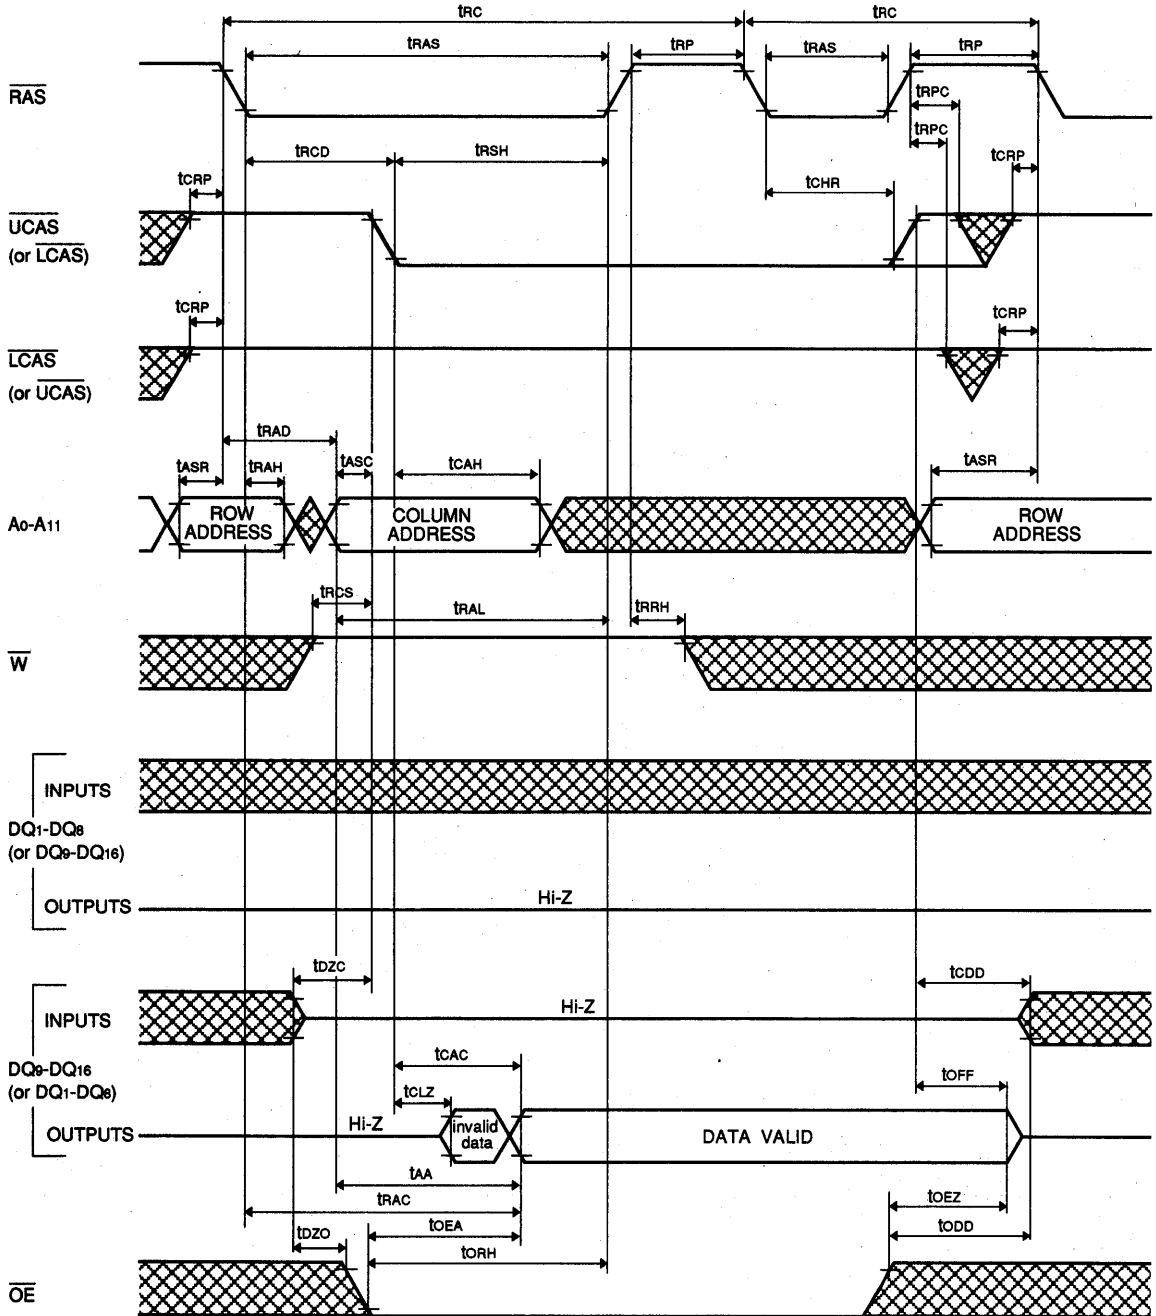 tRC tRC
tRAS tRP tRAS tRP
RAS
tRPC
tRPC
tRCD tRSH tCRP
tCRP tCHR
UCAS
(or LCAS)
tCRP tCRP
LCAS
(or UCAS)
tRAD
tASR tRAH tASC tCAH tASR
A0-A11 ROW ADDRESS COLUMN ADDRESS ROW ADDRESS
tRCS tRAL tRRH
W
INPUTS
DQ1-DQ8
(or DQ9-DQ16)
OUTPUTS Hi-Z
tDZC tCDD
INPUTS Hi-Z
DQ9-DQ16
(or DQ1-DQ8)
tCAC tOFF
tCLZ
OUTPUTS Hi-Z invalid data DATA VALID
tAA
tRAC tOEZ
tDZO tOEA tODD
tORH
OE